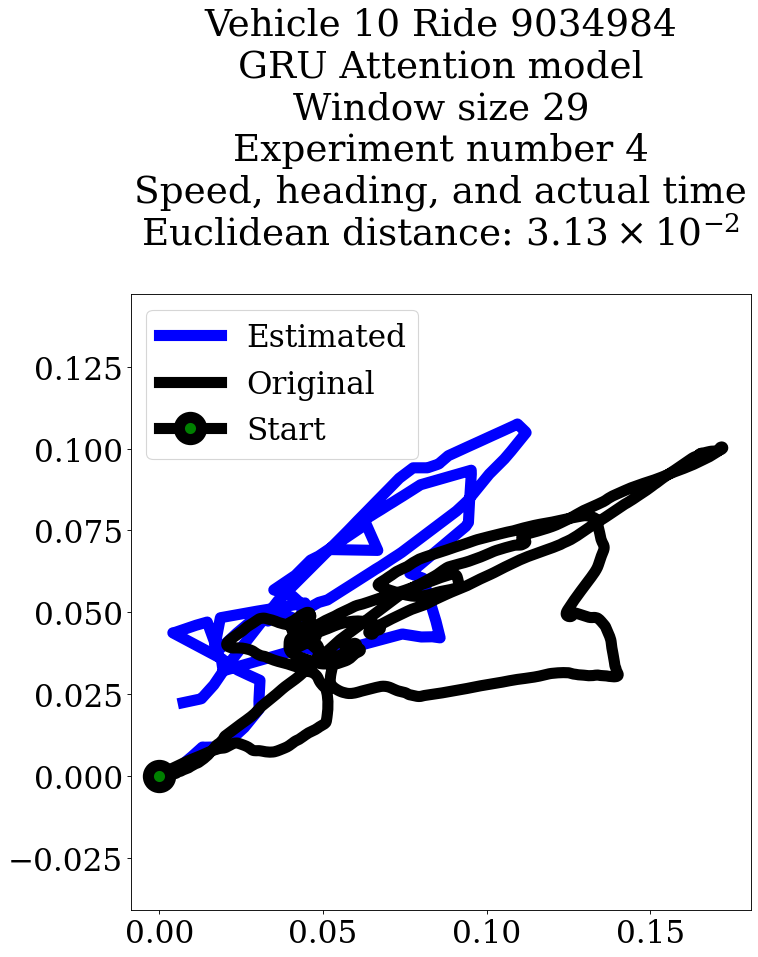 Vehicle 10 Ride 9034984
GRU Attention model
Window size 29
Experiment number 4
Speed, heading, and actual time
Euclidean distance: 3.13 × 10⁻²
Estimated
Original
Start
0.125
0.100
0.075
0.050
0.025
0.000
−0.025
0.00 0.05 0.10 0.15